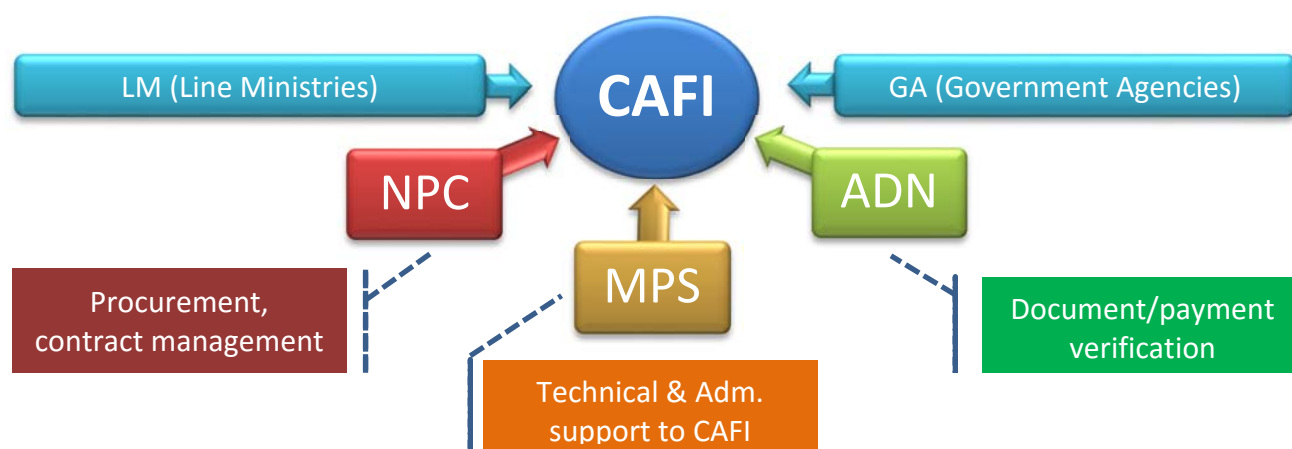 LM (Line Ministries)
CAFI
GA (Government Agencies)
NPC
ADN
MPS
Procurement,
contract management
Document/payment
verification
Technical & Adm.
support to CAFI